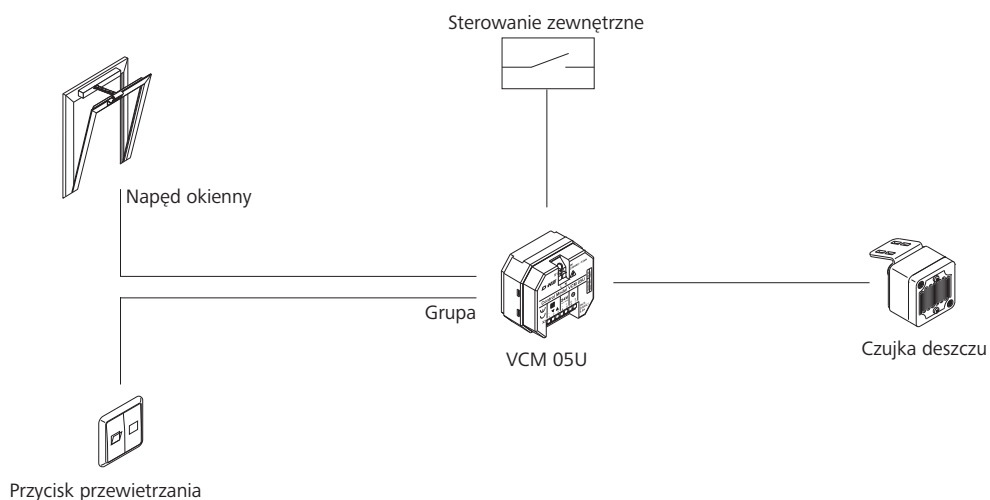 Sterowanie zewnętrzne
Napęd okienny
Grupa
VCM 05U
Czujka deszczu
Przycisk przewietrzania